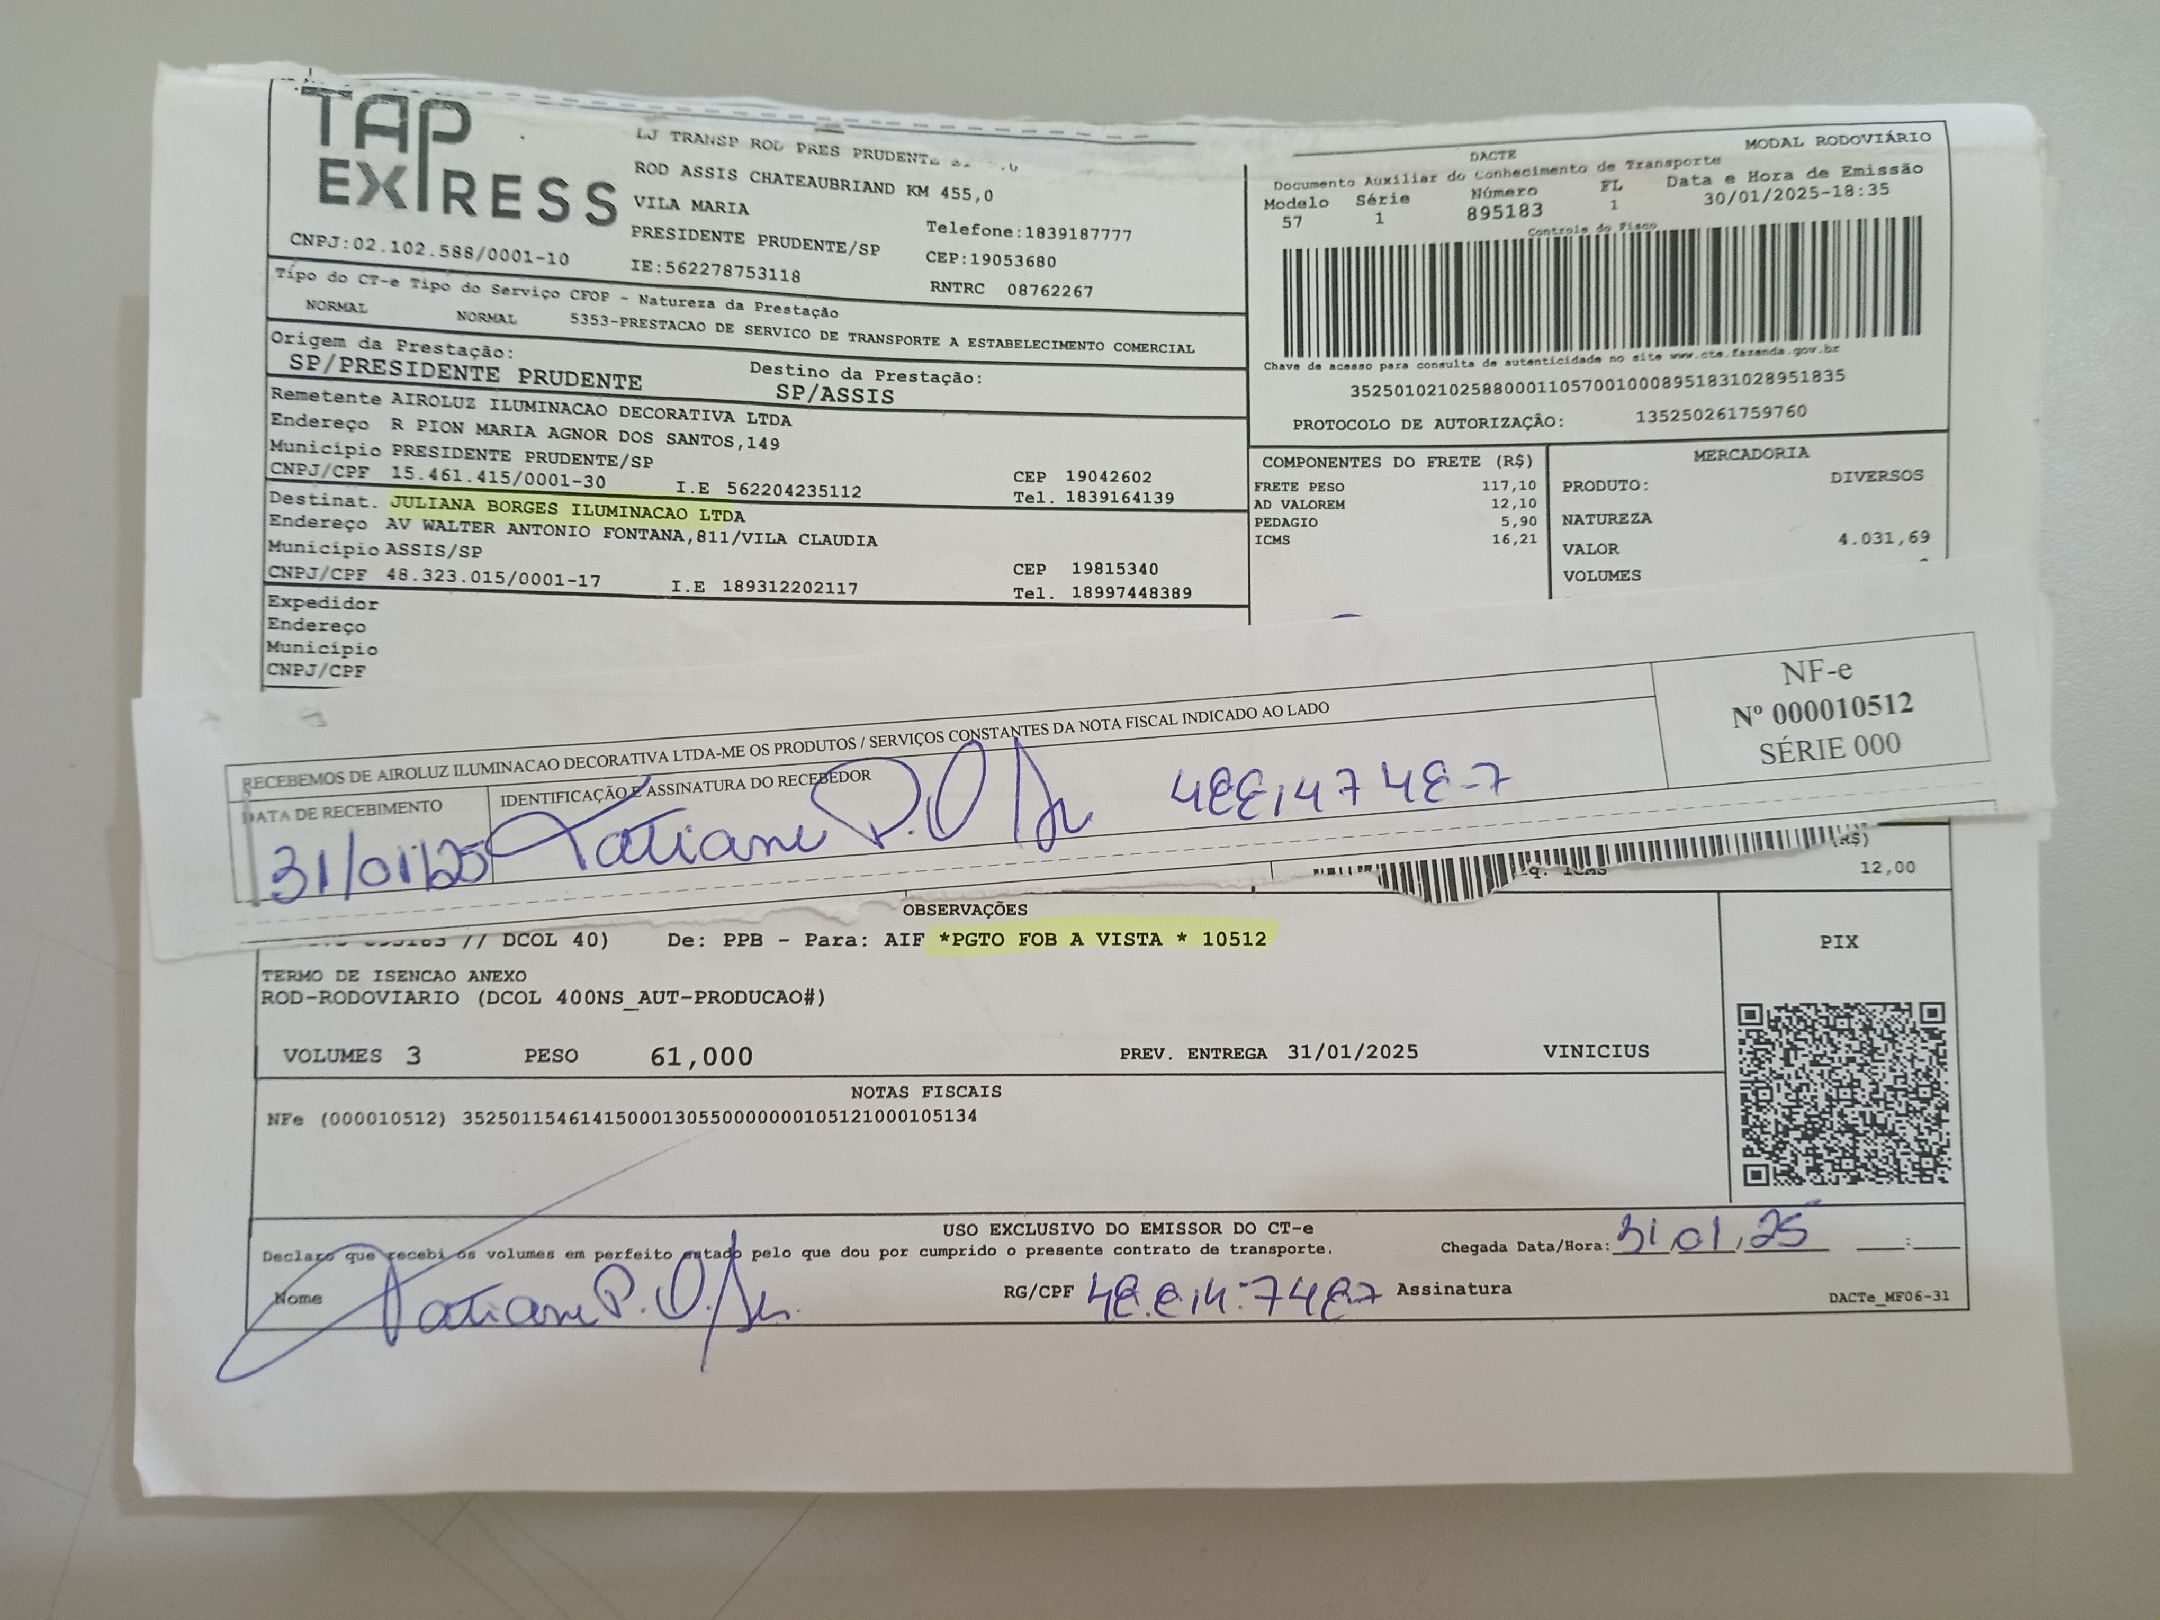 TAP
EXPRESS
CNPJ:02.102.588/0001-10
LJ TRANSP ROD PRES PRUDENTE
ROD ASSIS CHATEAUBRIAND KM 455,0
VILA MARIA
PRESIDENTE PRUDENTE/SP
IE:562278753118
Telefone:1839187777
CEP:19053680
RNTRC 08762267
MODAL RODOVIÁRIO
DACTE
Documento Auxiliar do Conhecimento de Transporte
Modelo Série Número FL Data e Hora de Emissão
57 1 895183 1 30/01/2025-18:35
Controle do Fisco
Chave de acesso para consulta de autenticidade no site www.cte.fazenda.gov.br
35250102102588000110570010008951831028951835
PROTOCOLO DE AUTORIZAÇÃO: 135250261759760
Tipo do CT-e Tipo do Serviço CFOP - Natureza da Prestação
NORMAL NORMAL 5353-PRESTACAO DE SERVICO DE TRANSPORTE A ESTABELECIMENTO COMERCIAL
Origem da Prestação: Destino da Prestação:
SP/PRESIDENTE PRUDENTE SP/ASSIS
Remetente AIROLUZ ILUMINACAO DECORATIVA LTDA
Endereço R PION MARIA AGNOR DOS SANTOS,149
Município PRESIDENTE PRUDENTE/SP CEP 19042602
CNPJ/CPF 15.461.415/0001-30 I.E 562204235112 Tel. 1839164139
Destinat. JULIANA BORGES ILUMINACAO LTDA
Endereço AV WALTER ANTONIO FONTANA,811/VILA CLAUDIA
Município ASSIS/SP CEP 19815340
CNPJ/CPF 48.323.015/0001-17 I.E 189312202117 Tel. 18997448389
Expedidor
Endereço
Município
CNPJ/CPF
COMPONENTES DO FRETE (R$)
FRETE PESO 117,10
AD VALOREM 12,10
PEDAGIO 5,90
ICMS 16,21
MERCADORIA
PRODUTO: DIVERSOS
NATUREZA
VALOR 4.031,69
VOLUMES
RECEBEMOS DE AIROLUZ ILUMINACAO DECORATIVA LTDA-ME OS PRODUTOS / SERVIÇOS CONSTANTES DA NOTA FISCAL INDICADO AO LADO
DATA DE RECEBIMENTO IDENTIFICAÇÃO E ASSINATURA DO RECEBEDOR
31/01/25 Tatiane P.O.
NF-e
Nº 000010512
SÉRIE 000
(R$)
12,00
OBSERVAÇÕES
// DCOL 40) De: PPB - Para: AIF *PGTO FOB A VISTA * 10512
TERMO DE ISENCAO ANEXO
ROD-RODOVIARIO (DCOL 400NS_AUT-PRODUCAO#)
PIX
VOLUMES 3 PESO 61,000 PREV. ENTREGA 31/01/2025 VINICIUS
NOTAS FISCAIS
NFe (000010512) 35250115461415000130550000000105121000105134
USO EXCLUSIVO DO EMISSOR DO CT-e
Declaro que recebi os volumes em perfeito estado pelo que dou por cumprido o presente contrato de transporte. Chegada Data/Hora: 31/01/25 __:__
Nome Tatiane P.O. RG/CPF Assinatura
DACTe_MF06-31